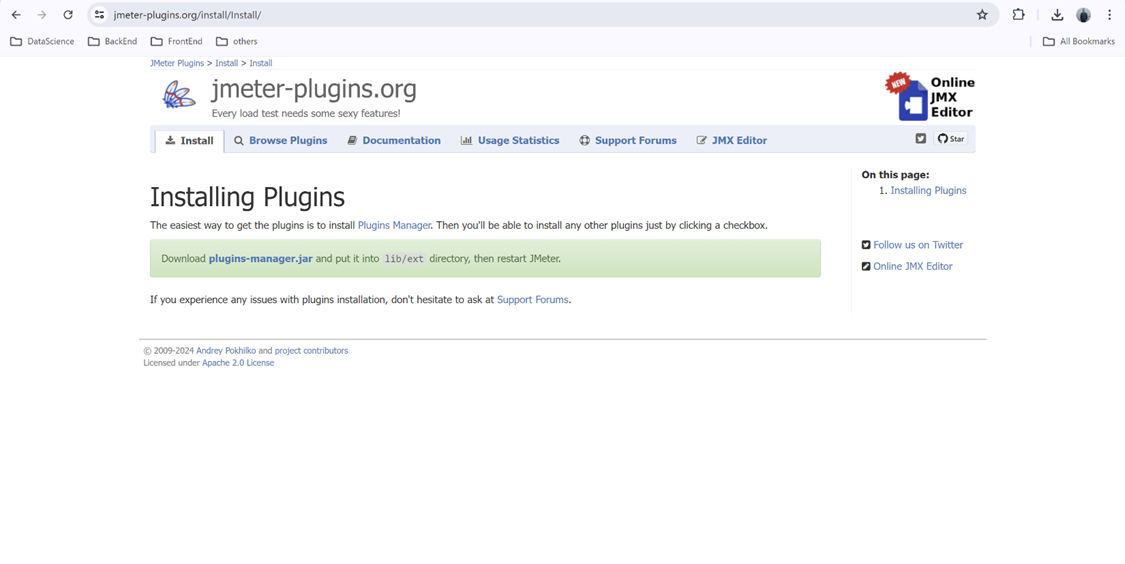 jmeter-plugins.org/install/Install/
DataScience BackEnd FrontEnd others All Bookmarks
JMeter Plugins > Install > Install
jmeter-plugins.org
Every load test needs some sexy features!
NEW
Online
JMX
Editor
Install Browse Plugins Documentation Usage Statistics Support Forums JMX Editor Star
Installing Plugins
The easiest way to get the plugins is to install Plugins Manager. Then you'll be able to install any other plugins just by clicking a checkbox.
Download plugins-manager.jar and put it into lib/ext directory, then restart JMeter.
If you experience any issues with plugins installation, don't hesitate to ask at Support Forums.
On this page:
1. Installing Plugins
Follow us on Twitter
Online JMX Editor
© 2009-2024 Andrey Pokhilko and project contributors
Licensed under Apache 2.0 License